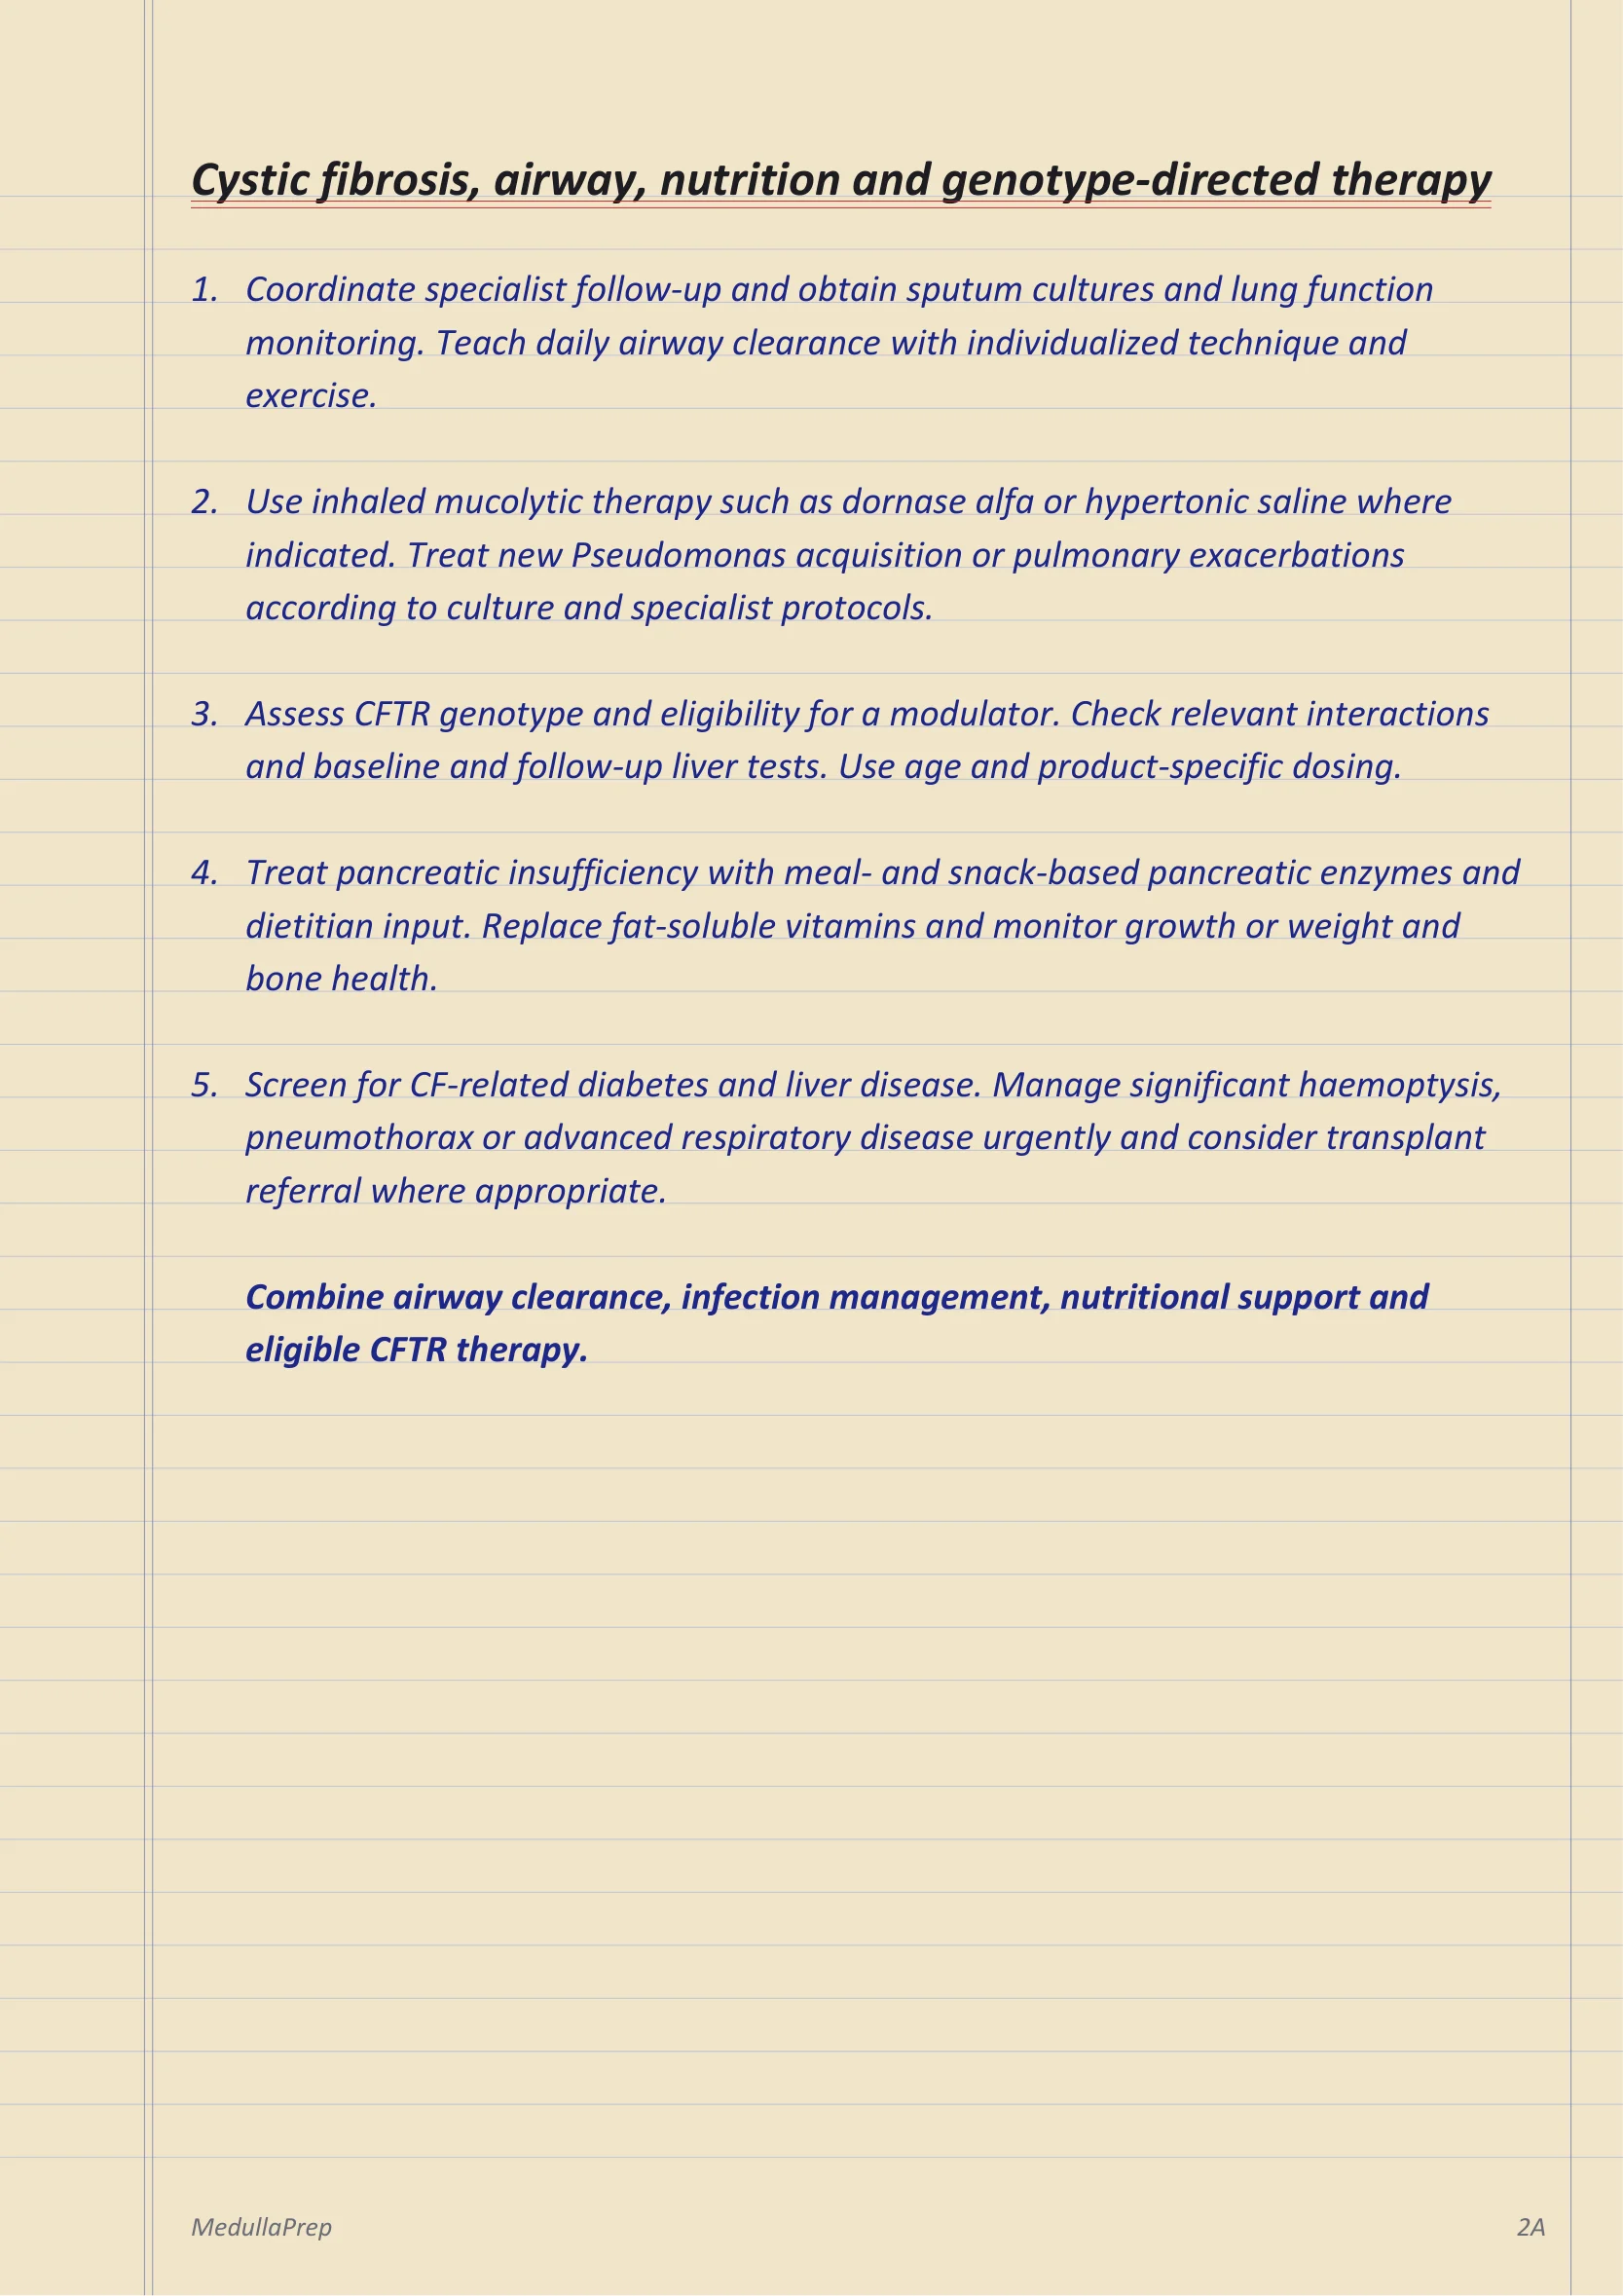 Cystic fibrosis, airway, nutrition and genotype-directed therapy
1. Coordinate specialist follow-up and obtain sputum cultures and lung function
monitoring. Teach daily airway clearance with individualized technique and
exercise.
2. Use inhaled mucolytic therapy such as dornase alfa or hypertonic saline where
indicated. Treat new Pseudomonas acquisition or pulmonary exacerbations
according to culture and specialist protocols.
3. Assess CFTR genotype and eligibility for a modulator. Check relevant interactions
and baseline and follow-up liver tests. Use age and product-specific dosing.
4. Treat pancreatic insufficiency with meal- and snack-based pancreatic enzymes and
dietitian input. Replace fat-soluble vitamins and monitor growth or weight and
bone health.
5. Screen for CF-related diabetes and liver disease. Manage significant haemoptysis,
pneumothorax or advanced respiratory disease urgently and consider transplant
referral where appropriate.
Combine airway clearance, infection management, nutritional support and
eligible CFTR therapy.
MedullaPrep
2A